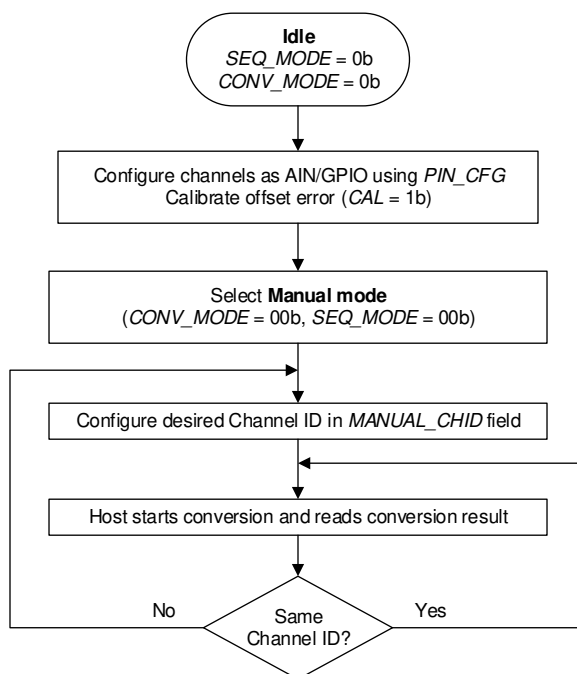 Idle
SEQ_MODE = 0b
CONV_MODE = 0b
Configure channels as AIN/GPIO using PIN_CFG
Calibrate offset error (CAL = 1b)
Select Manual mode
(CONV_MODE = 00b, SEQ_MODE = 00b)
Configure desired Channel ID in MANUAL_CHID field
Host starts conversion and reads conversion result
No
Yes
Same
Channel ID?